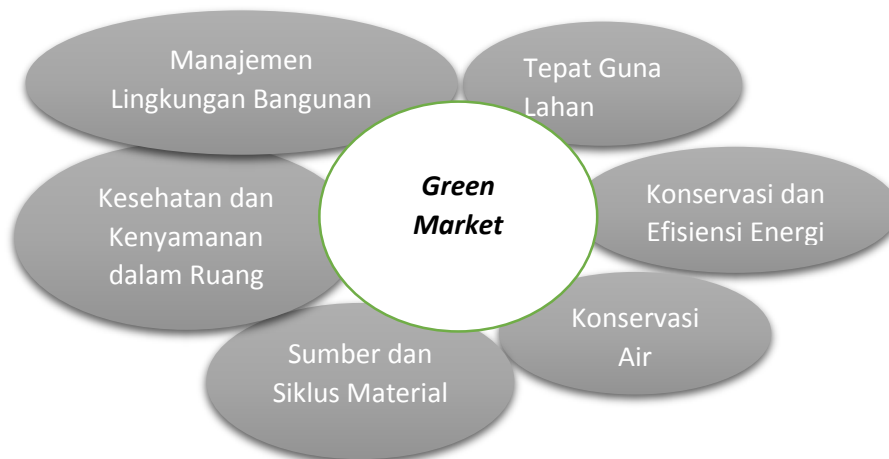 Manajemen
Lingkungan Bangunan
Tepat Guna
Lahan
Green
Market
Kesehatan dan
Kenyamanan
dalam Ruang
Konservasi dan
Efisiensi Energi
Konservasi
Air
Sumber dan
Siklus Material